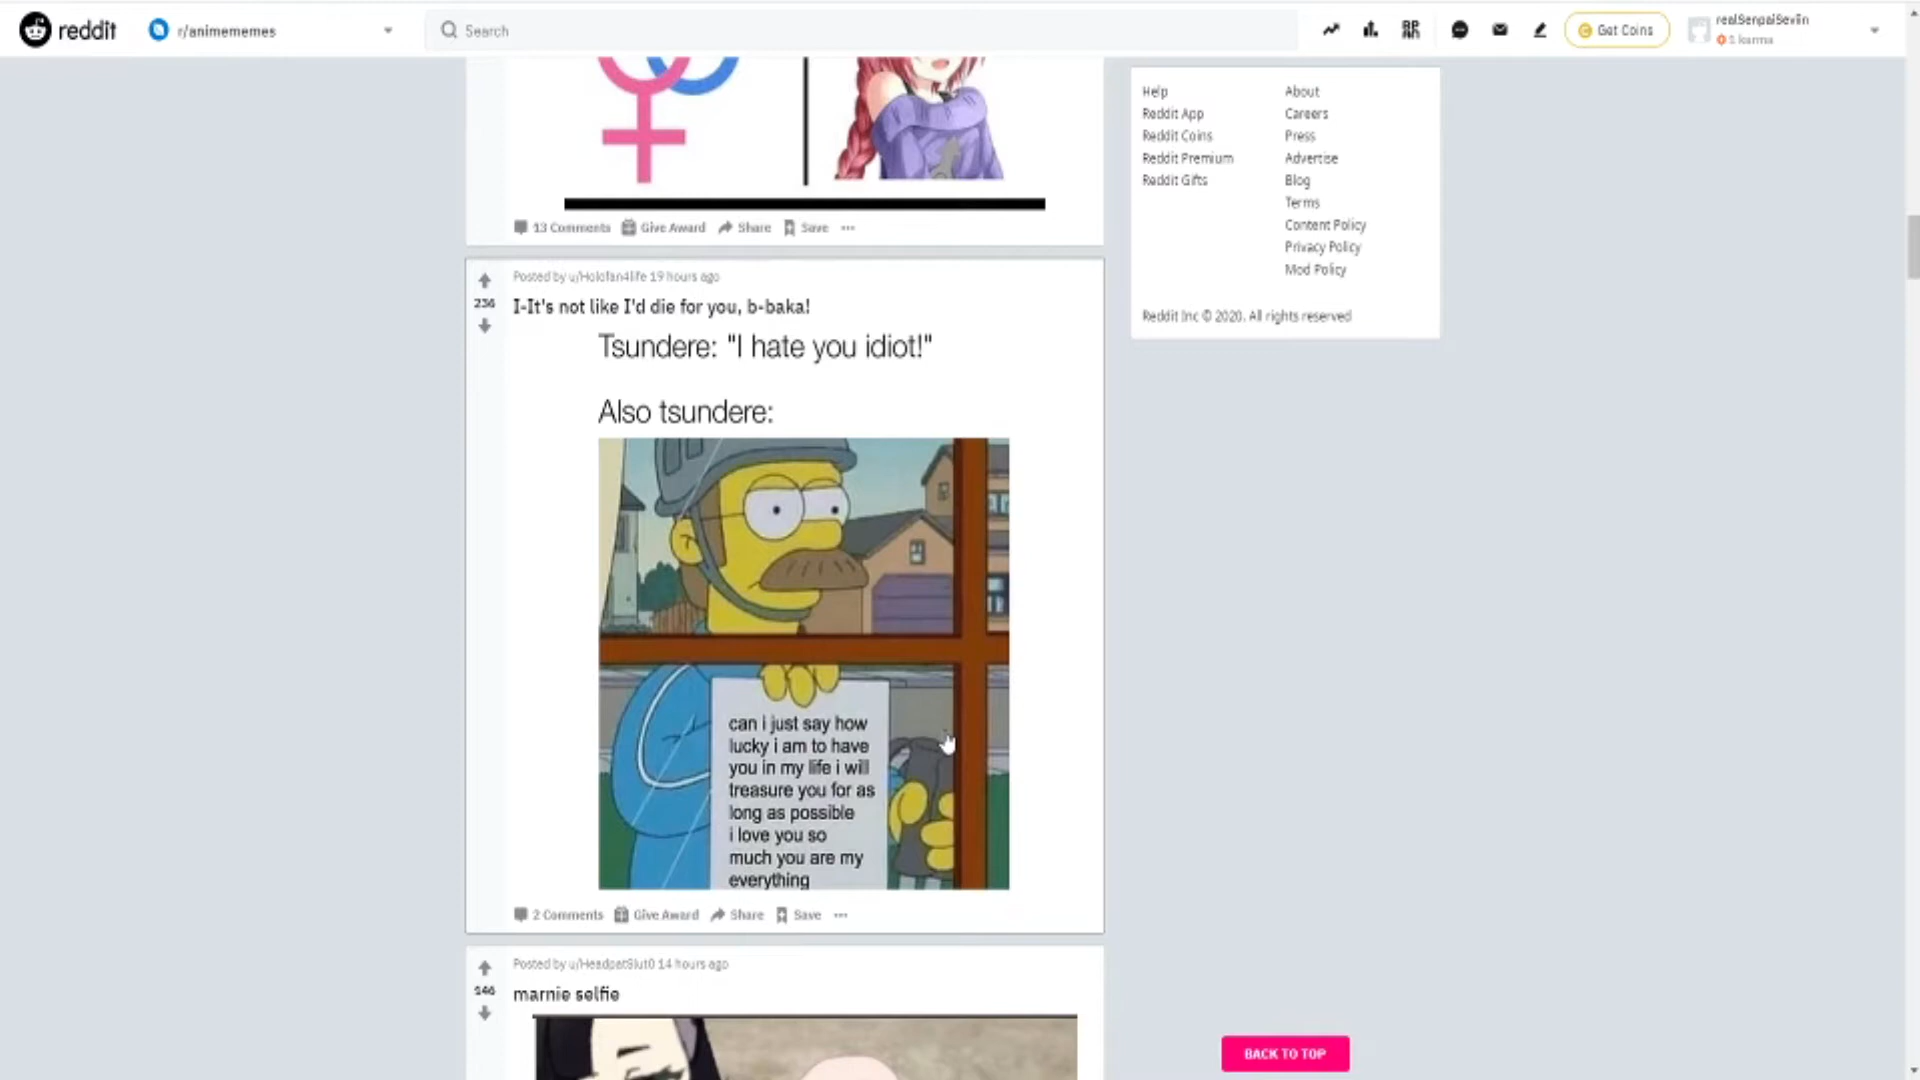 reddit
r/animememes
Search
Get Coins
realSenpaiSeviin
1 karma
Help
About
Reddit App
Careers
Reddit Coins
Press
Reddit Premium
Advertise
Reddit Gifts
Blog
Terms
Content Policy
Privacy Policy
Mod Policy
Reddit Inc © 2020. All rights reserved
13 Comments Give Award Share Save
Posted by u/Holofan4life 19 hours ago
236
I-It's not like I'd die for you, b-baka!
Tsundere: "I hate you idiot!"
Also tsundere:
can i just say how
lucky i am to have
you in my life i will
treasure you for as
long as possible
i love you so
much you are my
everything
2 Comments Give Award Share Save
Posted by u/HeadpatSlut0 14 hours ago
146
marnie selfie
BACK TO TOP